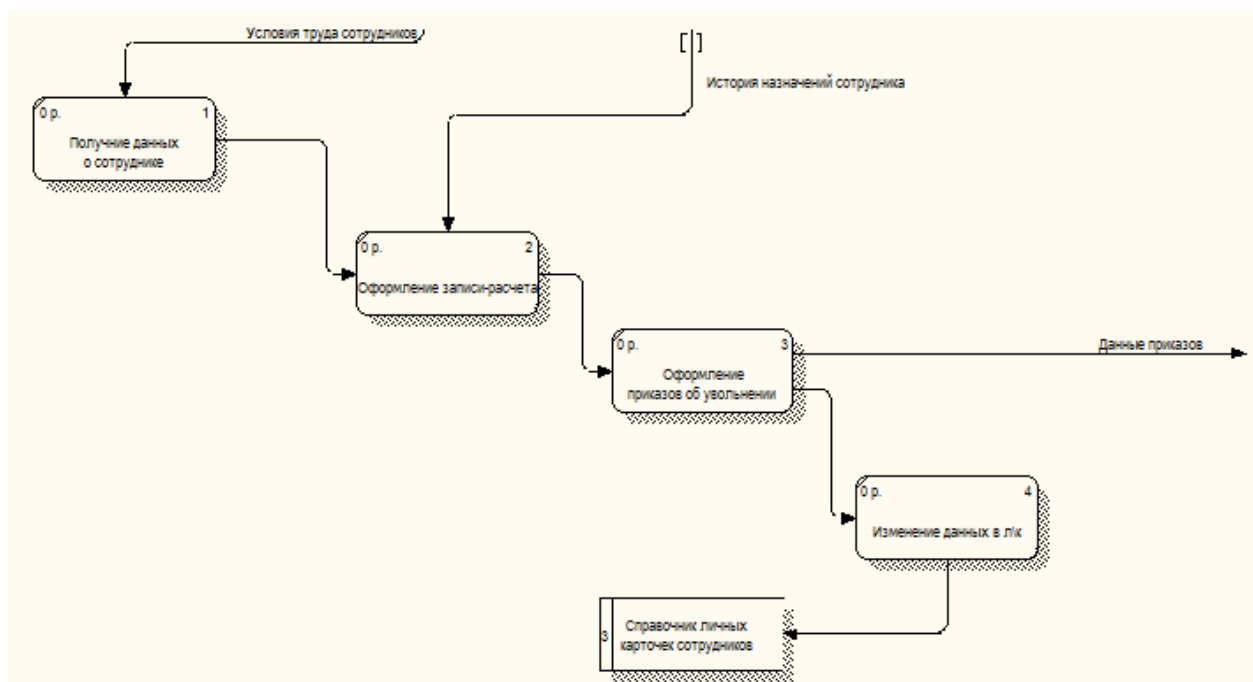 Условия труда сотрудников
[ ]
История назначений сотрудника
0 р. 1
Получние данных
о сотруднике
0 р. 2
Оформление записи-расчета
0 р. 3
Оформление
приказов об увольнении
Данные приказов
0 р. 4
Изменение данных в л\к
3
Справочник личных
карточек сотрудников